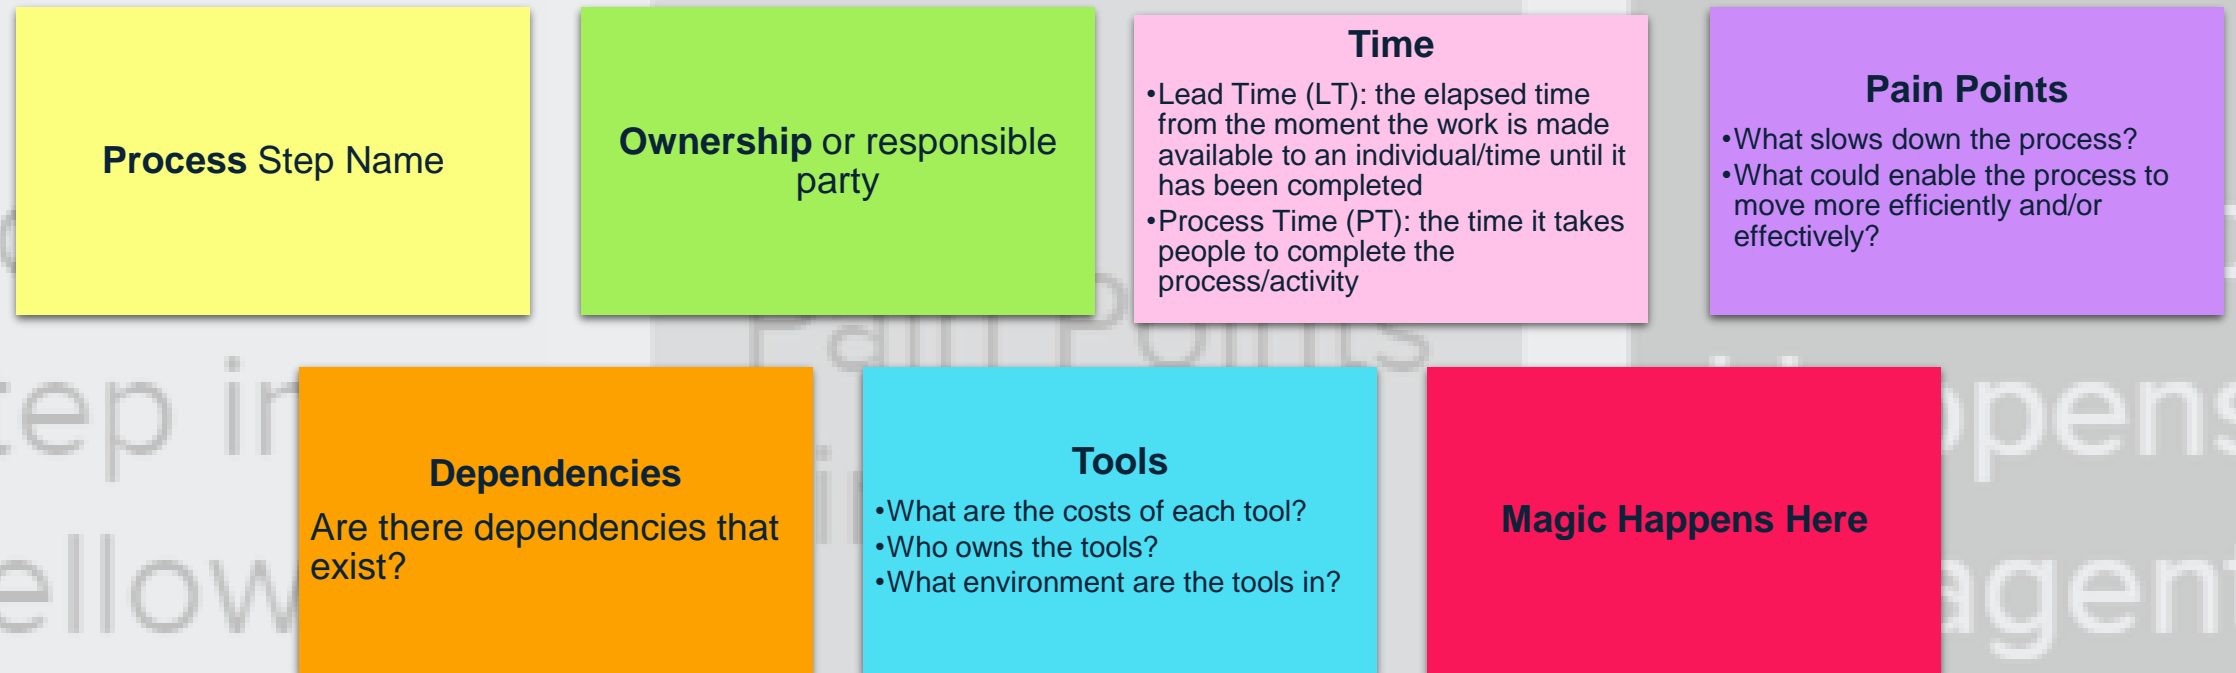 Process Step Name
Ownership or responsible
party
Time
•Lead Time (LT): the elapsed time
from the moment the work is made
available to an individual/time until it
has been completed
•Process Time (PT): the time it takes
people to complete the
process/activity
Pain Points
•What slows down the process?
•What could enable the process to
move more efficiently and/or
effectively?
Pain Points
Dependencies
Are there dependencies that
exist?
Tools
•What are the costs of each tool?
•Who owns the tools?
•What environment are the tools in?
Magic Happens Here